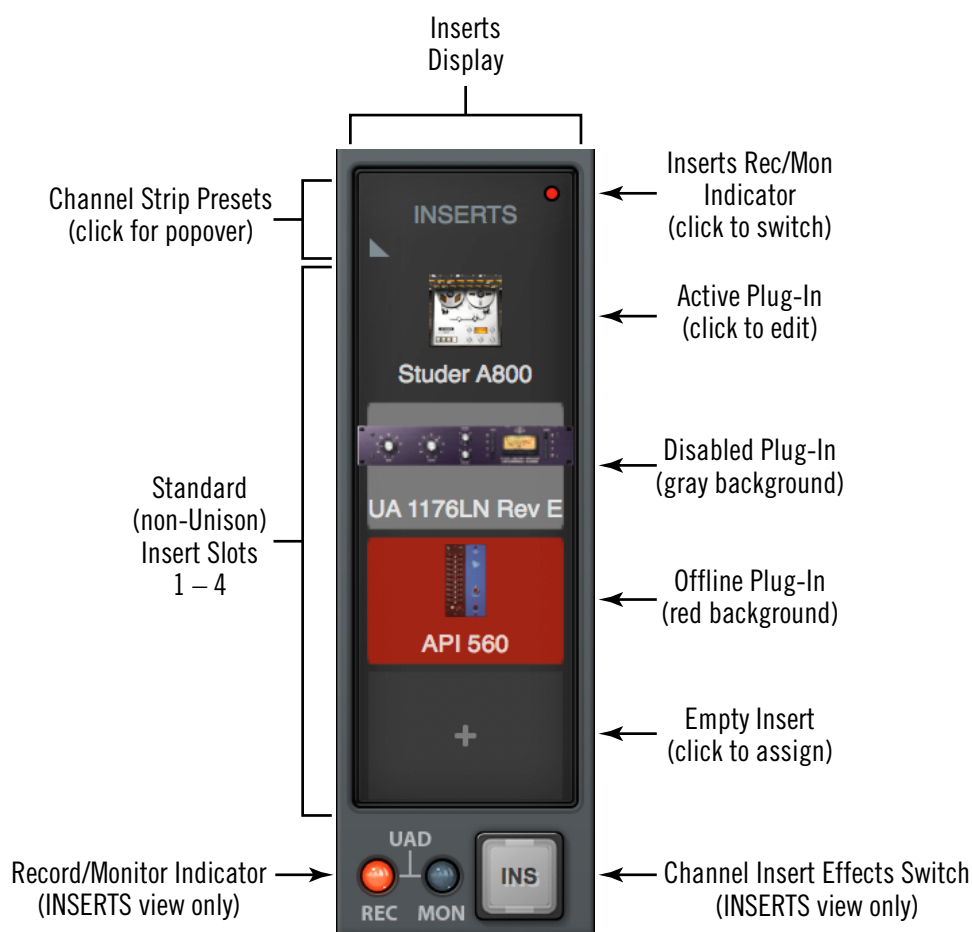 Inserts
Display
Channel Strip Presets
(click for popover)
Inserts Rec/Mon
Indicator
(click to switch)
INSERTS
Active Plug-In
(click to edit)
Studer A800
Disabled Plug-In
(gray background)
UA 1176LN Rev E
Standard
(non-Unison)
Insert Slots
1 – 4
Offline Plug-In
(red background)
API 560
Empty Insert
(click to assign)
+
UAD
Record/Monitor Indicator
(INSERTS view only)
REC MON
INS
Channel Insert Effects Switch
(INSERTS view only)